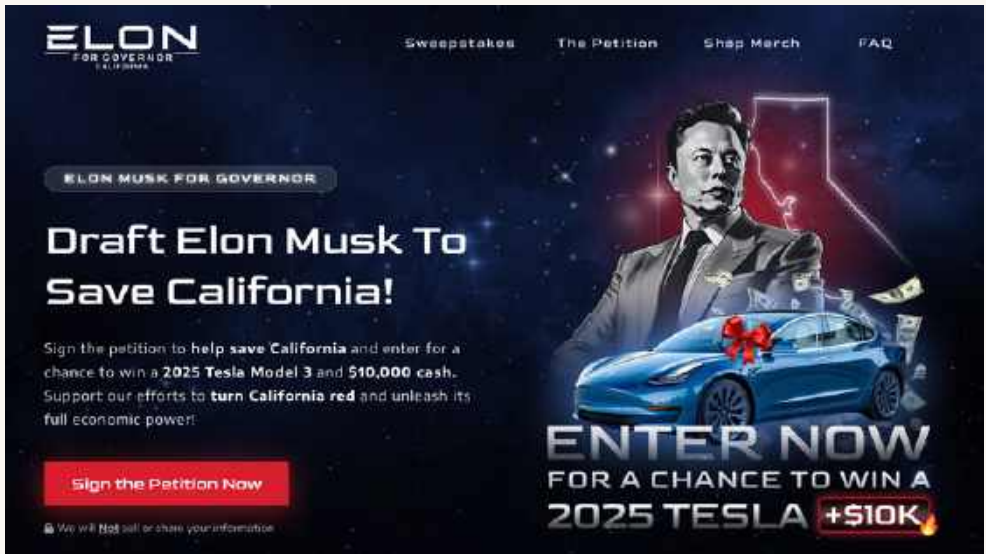 ELON
FOR GOVERNOR
CALIFORNIA
Sweepstakes
The Petition
Shop Merch
FAQ
ELON MUSK FOR GOVERNOR
Draft Elon Musk To
Save California!
Sign the petition to help save California and enter for a
chance to win a 2025 Tesla Model 3 and $10,000 cash.
Support our efforts to turn California red and unleash its
full economic power!
Sign the Petition Now
We will Not sell or share your information
ENTER NOW
FOR A CHANCE TO WIN A
2025 TESLA +$10K